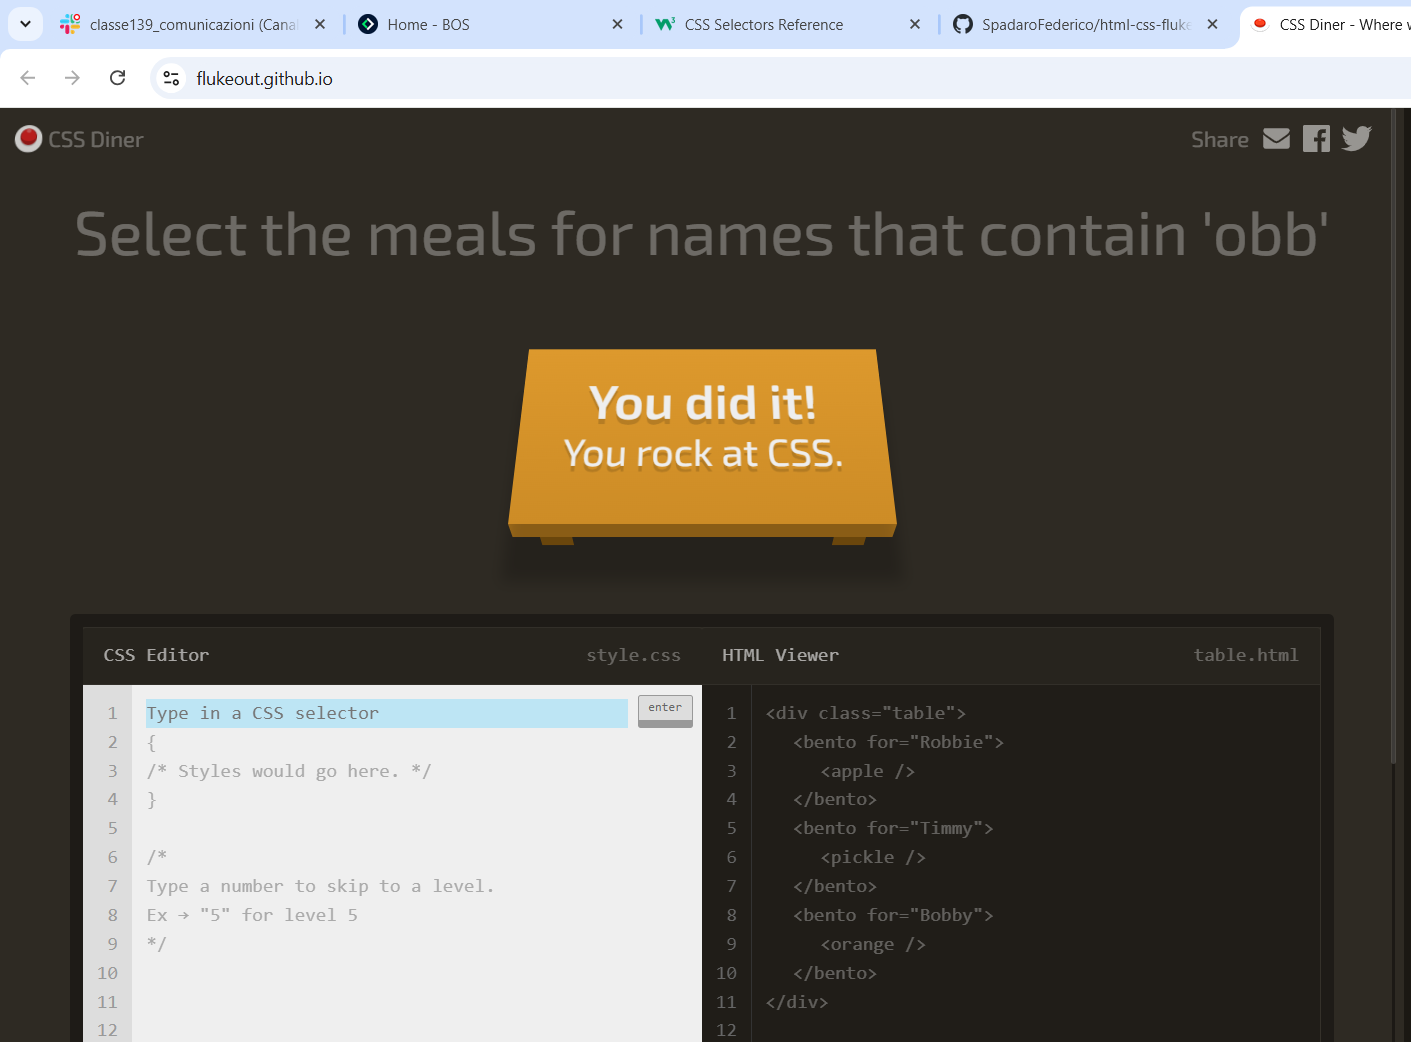 classe139_comunicazioni (Cana
Home - BOS
CSS Selectors Reference
SpadaroFederico/html-css-fluke
CSS Diner - Where w
flukeout.github.io
CSS Diner
Share
Select the meals for names that contain 'obb'
You did it!
You rock at CSS.
CSS Editor
style.css
HTML Viewer
table.html
1 Type in a CSS selector
enter
2 {
3 /* Styles would go here. */
4 }
5
6 /*
7 Type a number to skip to a level.
8 Ex → "5" for level 5
9 */
10
11
12
1 <div class="table">
2 <bento for="Robbie">
3 <apple />
4 </bento>
5 <bento for="Timmy">
6 <pickle />
7 </bento>
8 <bento for="Bobby">
9 <orange />
10 </bento>
11 </div>
12